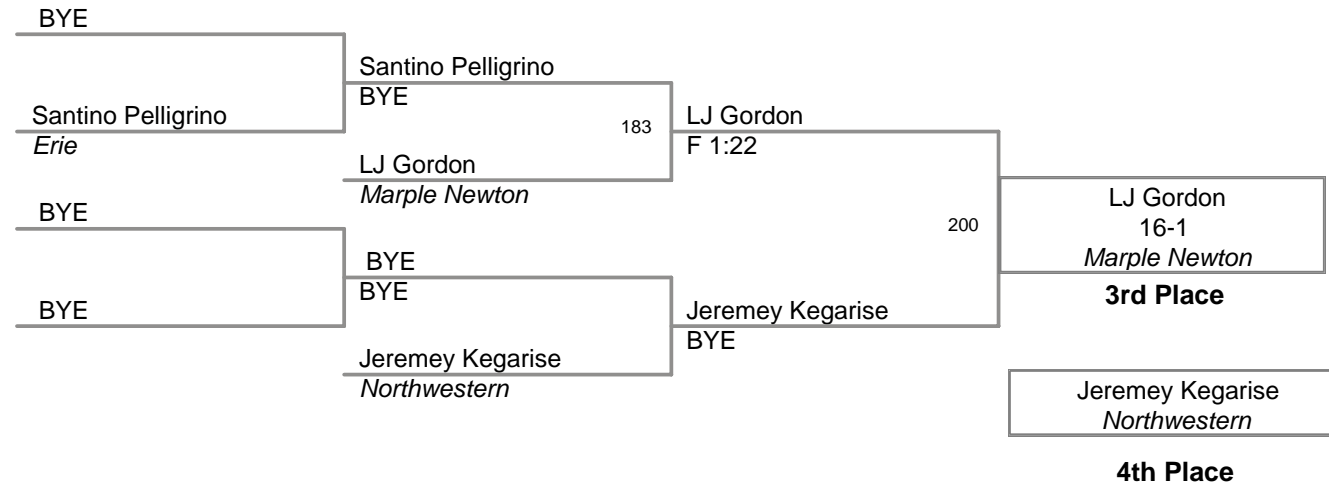 BYE
Santino Pelligrino
BYE
Santino Pelligrino
Erie
183
LJ Gordon
F 1:22
LJ Gordon
Marple Newton
BYE
LJ Gordon
16-1
Marple Newton
200
BYE
BYE
3rd Place
BYE
Jeremey Kegarise
BYE
Jeremey Kegarise
Northwestern
Jeremey Kegarise
Northwestern
4th Place